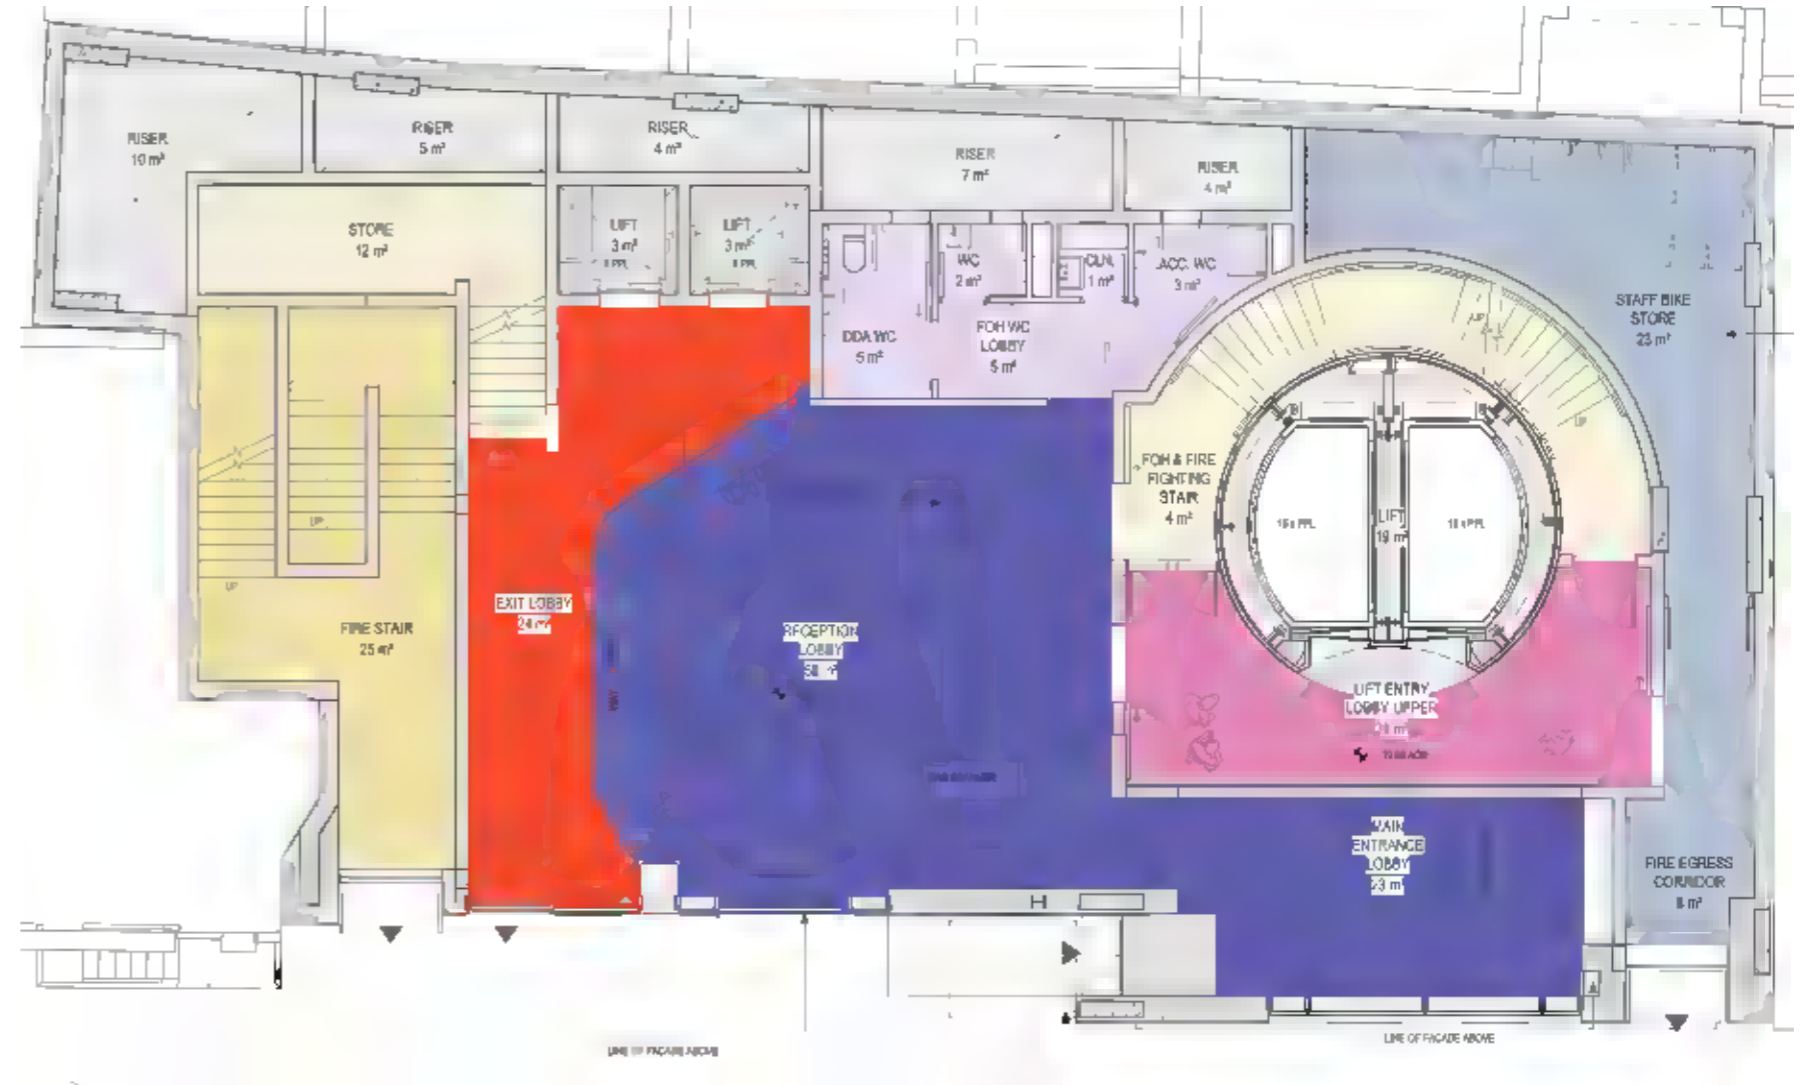 RISER
10 m²
RISER
5 m²
RISER
4 m²
RISER
7 m²
RISER
4 m²
STORE
12 m²
LIFT
3 m²
LIFT
3 m²
WC
2 m²
CLN.
1 m²
ACC. WC
3 m²
DDA WC
5 m²
FOH WC
LOBBY
5 m²
STAFF BIKE
STORE
23 m²
UP
UP
FOH & FIRE
FIGHTING
STAIR
4 m²
LIFT
19 m²
UP
UP
EXIT LOBBY
24 m²
FIRE STAIR
25 m²
RECEPTION
LOBBY
LIFT ENTRY
LOBBY UPPER
MAIN
ENTRANCE
LOBBY
23 m²
FIRE EGRESS
CORRIDOR
8 m²
LINE OF FACADE ABOVE
LINE OF FACADE ABOVE